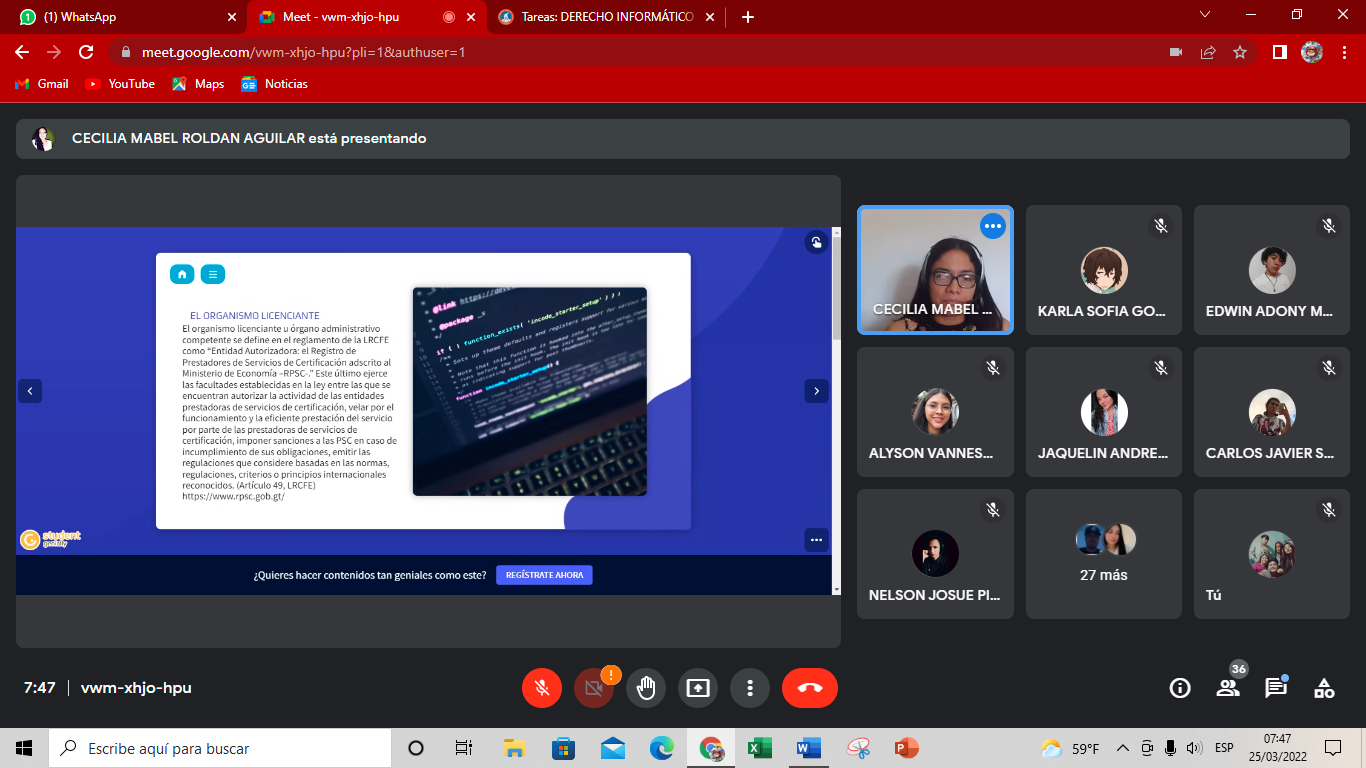 (1) WhatsApp
Meet - vwm-xhjo-hpu
Tareas: DERECHO INFORMÁTICO
meet.google.com/vwm-xhjo-hpu?pli=1&authuser=1
Gmail
YouTube
Maps
Noticias
CECILIA MABEL ROLDAN AGUILAR está presentando
EL ORGANISMO LICENCIANTE
El organismo licenciante u órgano administrativo
competente se define en el reglamento de la LRCFE
como “Entidad Autorizadora: el Registro de
Prestadores de Servicios de Certificación adscrito al
Ministerio de Economía –RPSC-.” Este último ejerce
las facultades establecidas en la ley entre las que se
encuentran autorizar la actividad de las entidades
prestadoras de servicios de certificación, velar por el
funcionamiento y la eficiente prestación del servicio
por parte de las prestadoras de servicios de
certificación, imponer sanciones a las PSC en caso de
incumplimiento de sus obligaciones, emitir las
regulaciones que considere basadas en las normas,
regulaciones, criterios o principios internacionales
reconocidos. (Artículo 49, LRCFE)
https://www.rpsc.gob.gt/
@link
@package _s
if ( ! function_exists(
student
genially
¿Quieres hacer contenidos tan geniales como este?
REGÍSTRATE AHORA
CECILIA MABEL ...
KARLA SOFIA GO...
EDWIN ADONY M...
ALYSON VANNES...
JAQUELIN ANDRE...
CARLOS JAVIER S...
NELSON JOSUE PI...
27 más
Tú
7:47
vwm-xhjo-hpu
36
Escribe aquí para buscar
59°F
ESP
07:47
25/03/2022